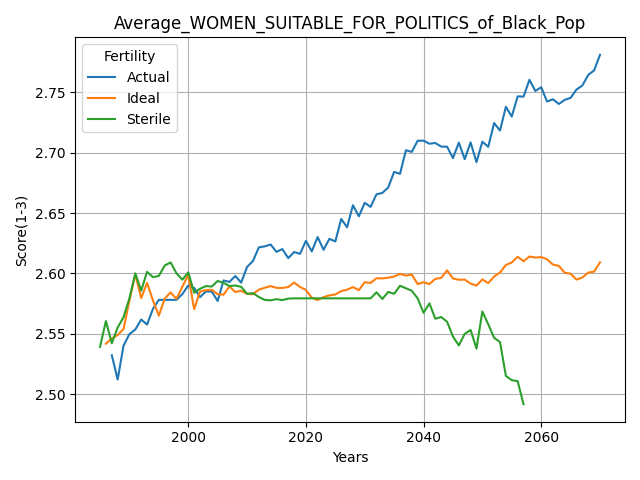 Average_WOMEN_SUITABLE_FOR_POLITICS_of_Black_Pop
Fertility
Actual
Ideal
Sterile
Score(1-3)
2.75
2.70
2.65
2.60
2.55
2.50
2000 2020 2040 2060
Years